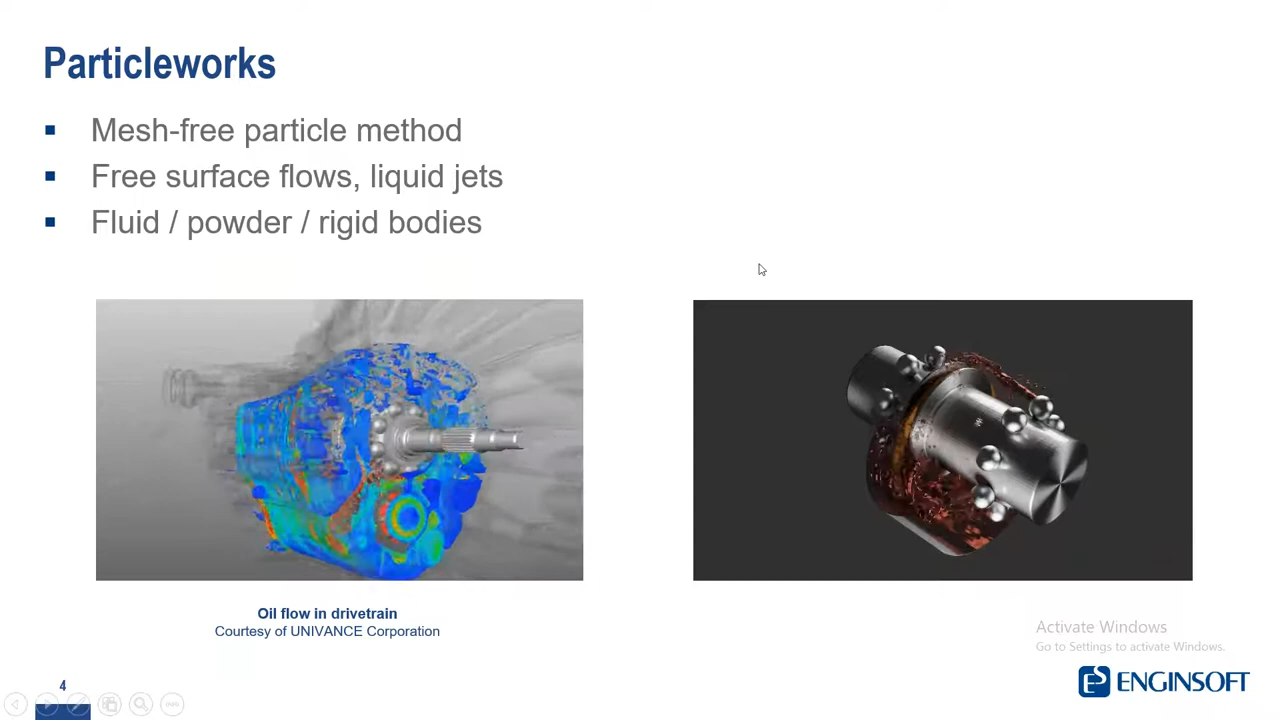 Particleworks
Mesh-free particle method
Free surface flows, liquid jets
Fluid / powder / rigid bodies
Oil flow in drivetrain
Courtesy of UNIVANCE Corporation
Activate Windows
Go to Settings to activate Windows.
4
ENGINSOFT